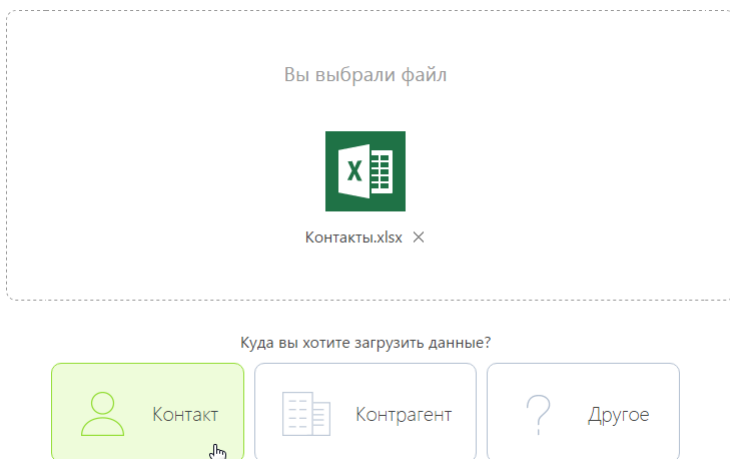 Вы выбрали файл
X
Контакты.xlsx ×
Куда вы хотите загрузить данные?
Контакт
Контрагент
? Другое